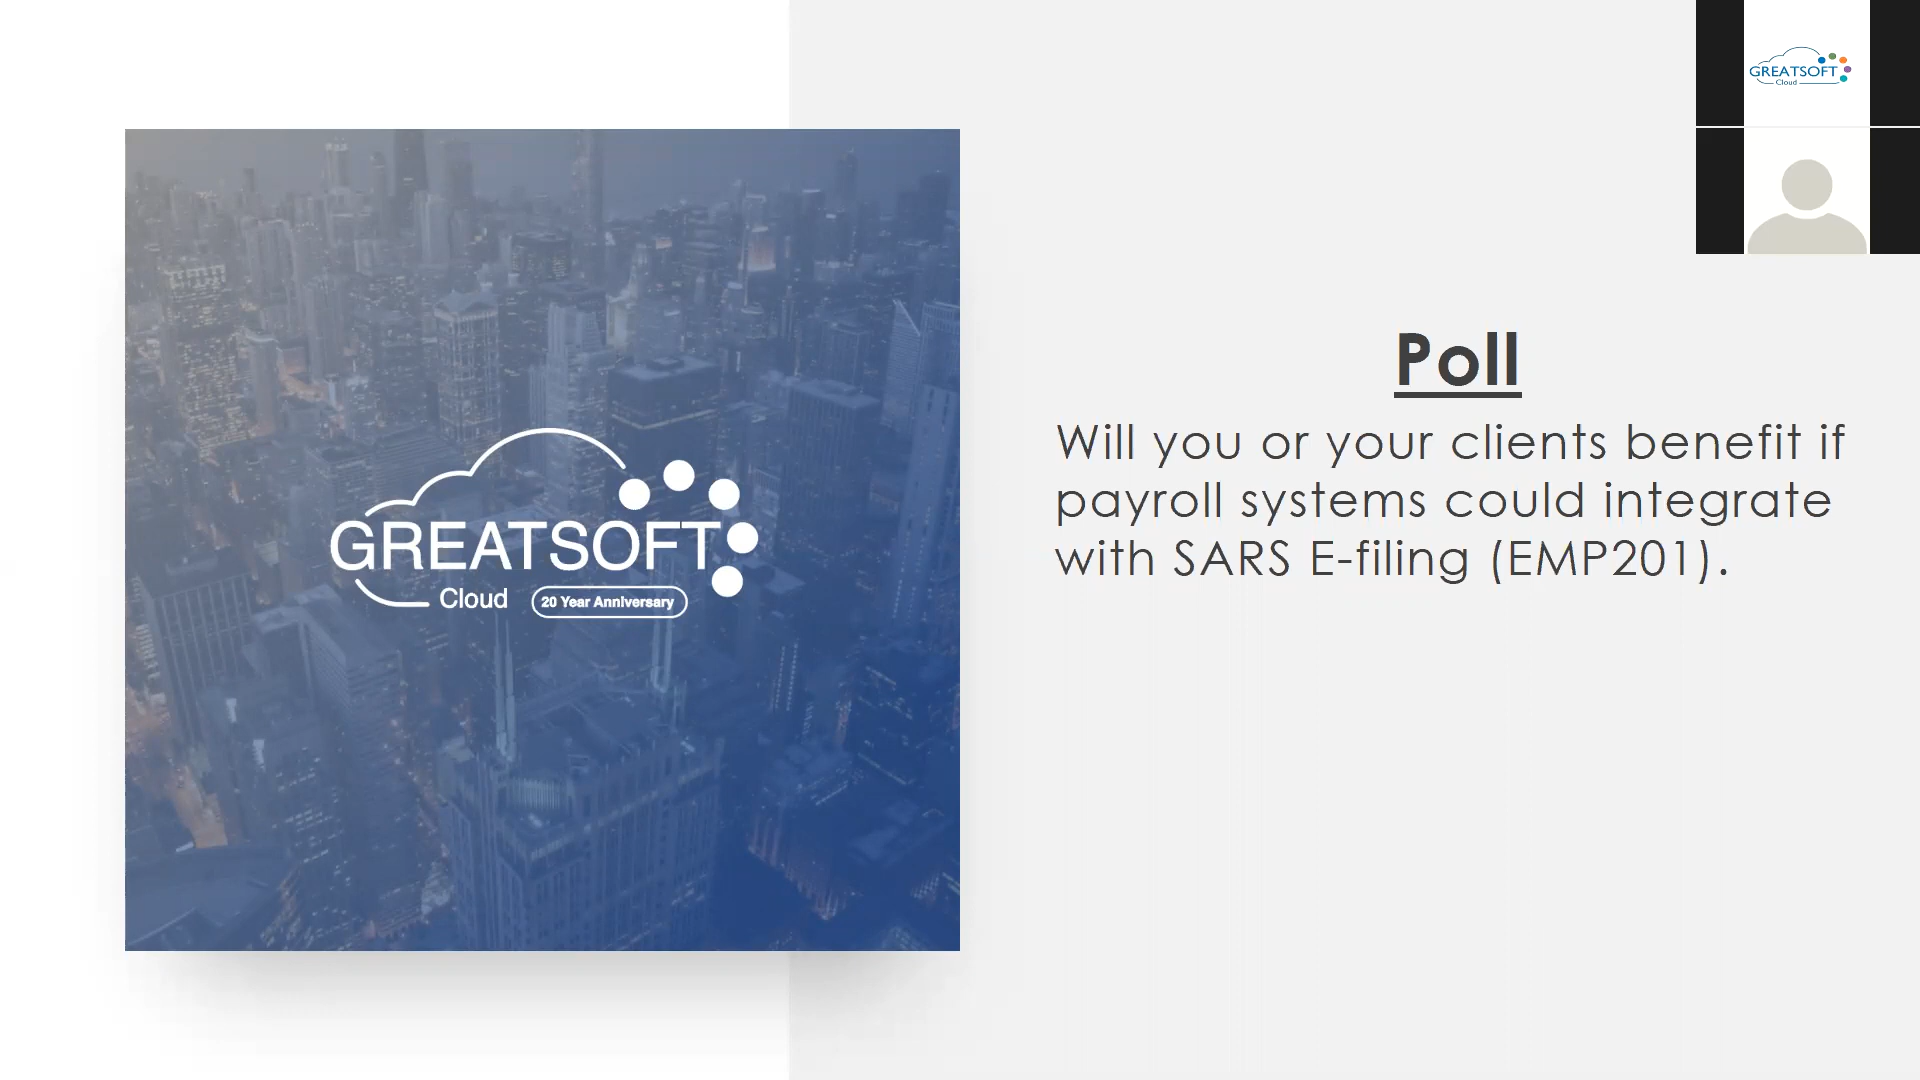 GREATSOFT
Cloud
Poll
Will you or your clients benefit if
payroll systems could integrate
with SARS E-filing (EMP201).
GREATSOFT
Cloud
20 Year Anniversary